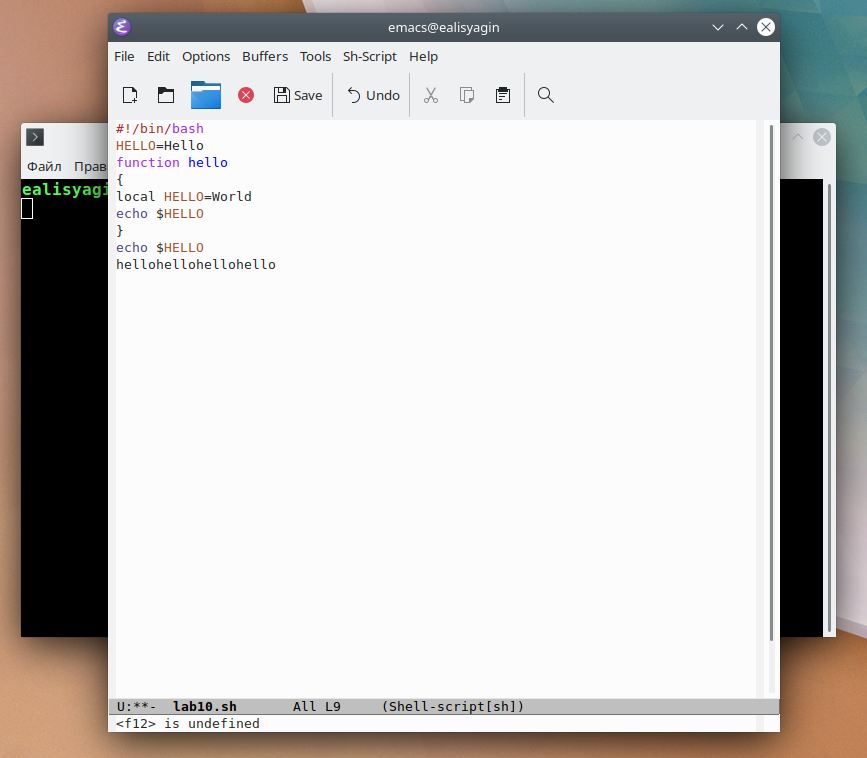 emacs@ealisyagin
File Edit Options Buffers Tools Sh-Script Help
Save Undo
Файл Прав
ealisyagi
#!/bin/bash
HELLO=Hello
function hello
{
local HELLO=World
echo $HELLO
}
echo $HELLO
hellohellohellohello
U:**- lab10.sh All L9 (Shell-script[sh])
<f12> is undefined